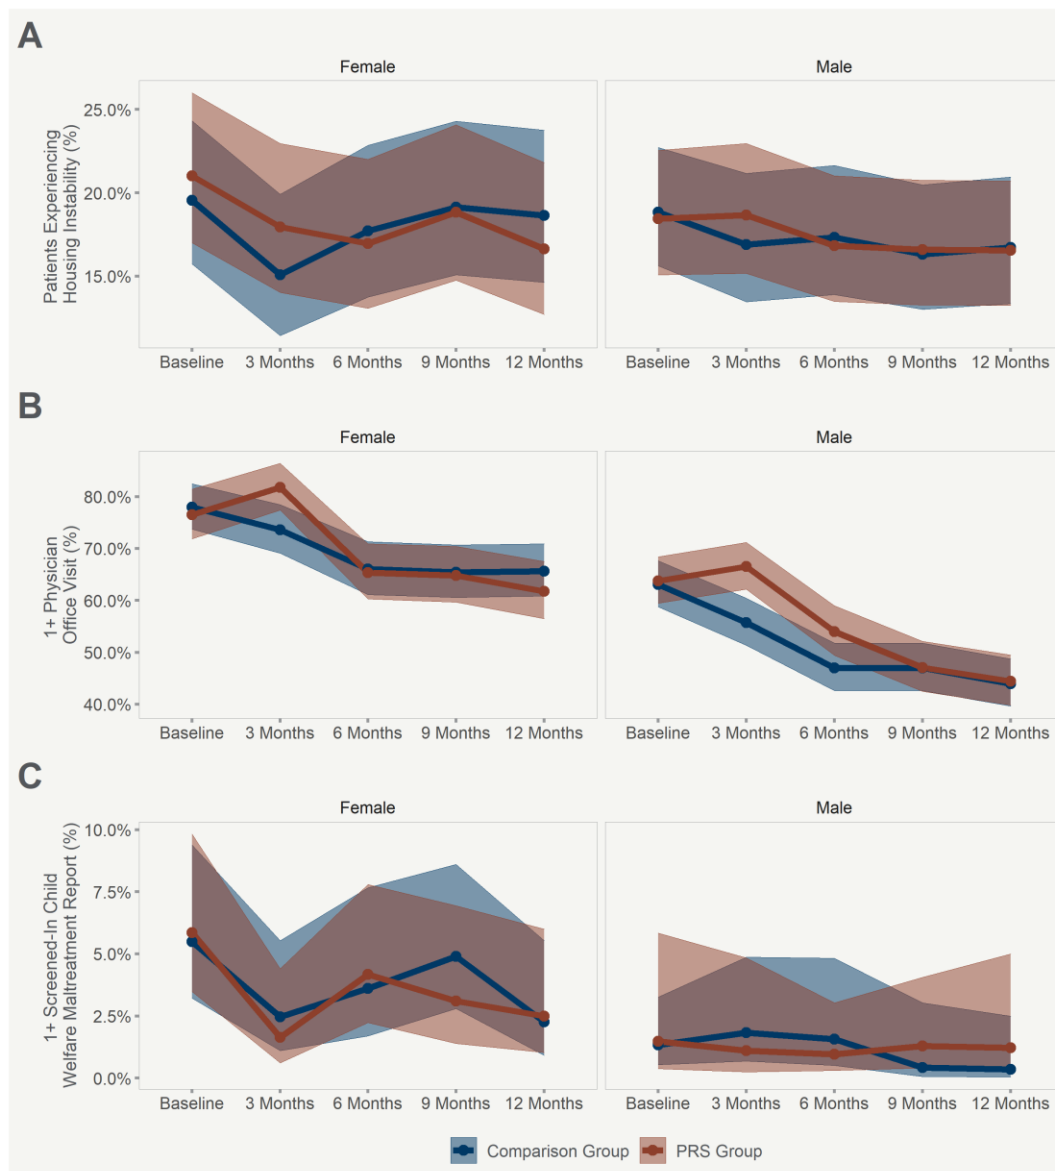 A
Female
Male
Patients Experiencing
Housing Instability (%)
25.0%
20.0%
15.0%
Baseline 3 Months 6 Months 9 Months 12 Months
Baseline 3 Months 6 Months 9 Months 12 Months
B
Female
Male
1+ Physician
Office Visit (%)
80.0%
70.0%
60.0%
50.0%
40.0%
Baseline 3 Months 6 Months 9 Months 12 Months
Baseline 3 Months 6 Months 9 Months 12 Months
C
Female
Male
1+ Screened-In Child
Welfare Maltreatment Report (%)
10.0%
7.5%
5.0%
2.5%
0.0%
Baseline 3 Months 6 Months 9 Months 12 Months
Baseline 3 Months 6 Months 9 Months 12 Months
Comparison Group PRS Group